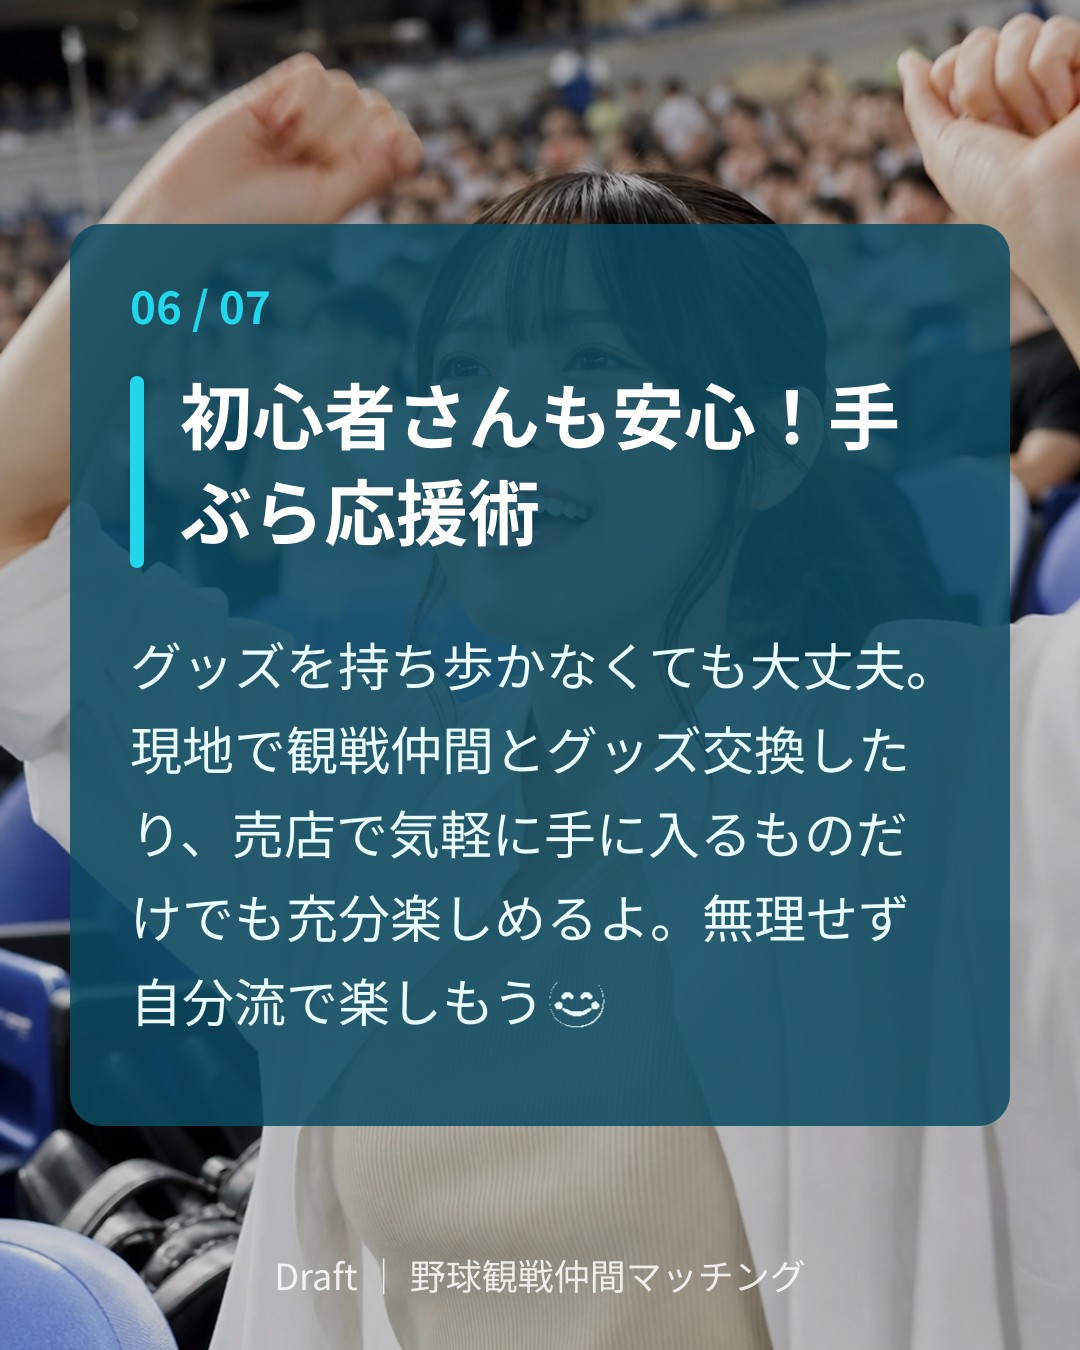 06 / 07
初心者さんも安心！手
ぶら応援術
グッズを持ち歩かなくても大丈夫。
現地で観戦仲間とグッズ交換した
り、売店で気軽に手に入るものだ
けでも充分楽しめるよ。無理せず
自分流で楽しもう😊
Draft ｜ 野球観戦仲間マッチング